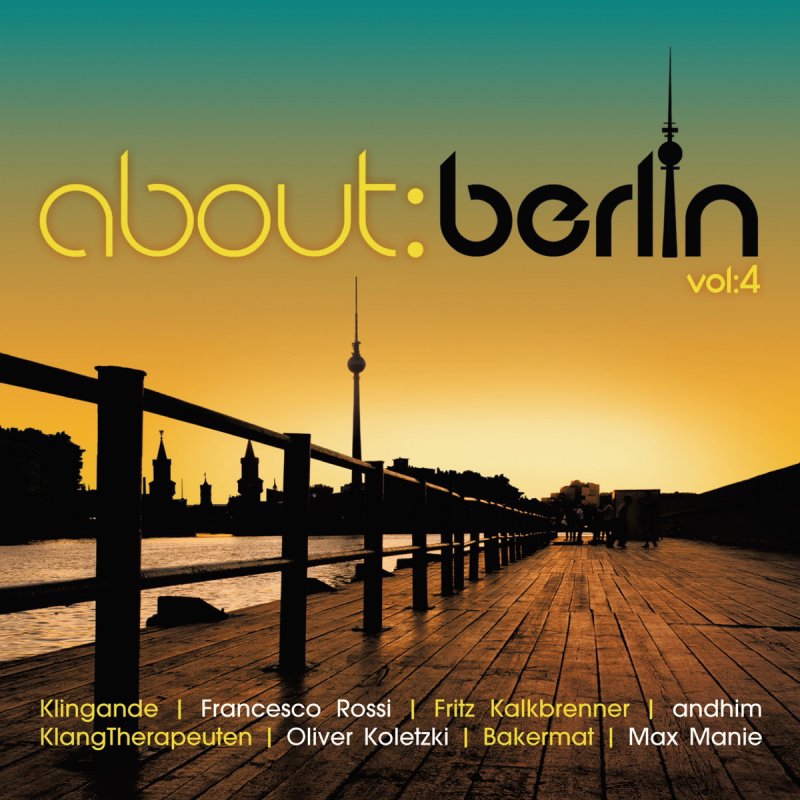 about:berlin
vol:4
Klingande | Francesco Rossi | Fritz Kalkbrenner | andhim
KlangTherapeuten | Oliver Koletzki | Bakermat | Max Manie